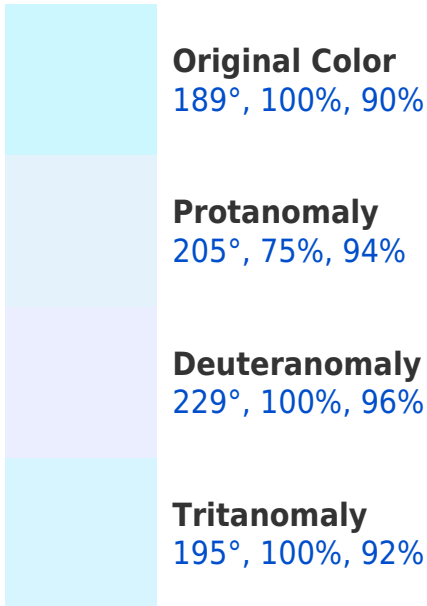 Original Color
189°, 100%, 90%
Protanomaly
205°, 75%, 94%
Deuteranomaly
229°, 100%, 96%
Tritanomaly
195°, 100%, 92%